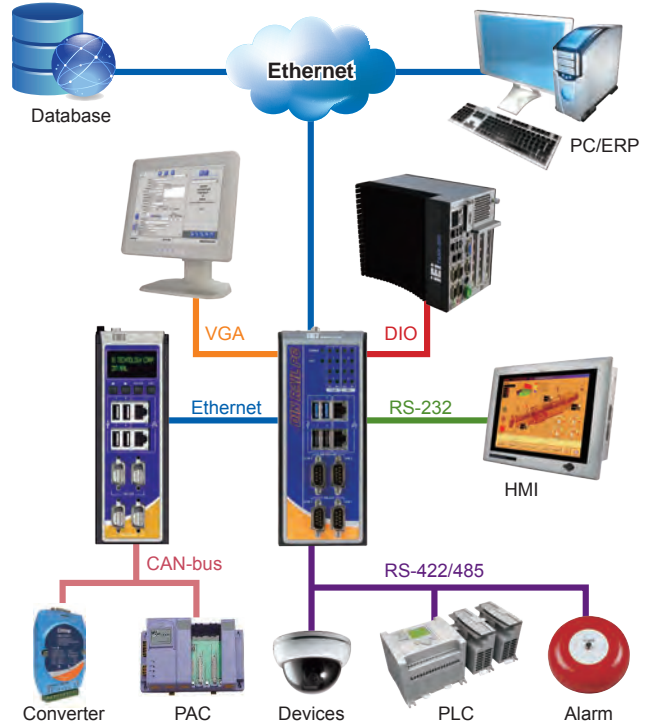 Ethernet
Database
PC/ERP
iEi
VGA
DIO
Ethernet
RS-232
HMI
CAN-bus
RS-422/485
Converter
PAC
Devices
PLC
Alarm